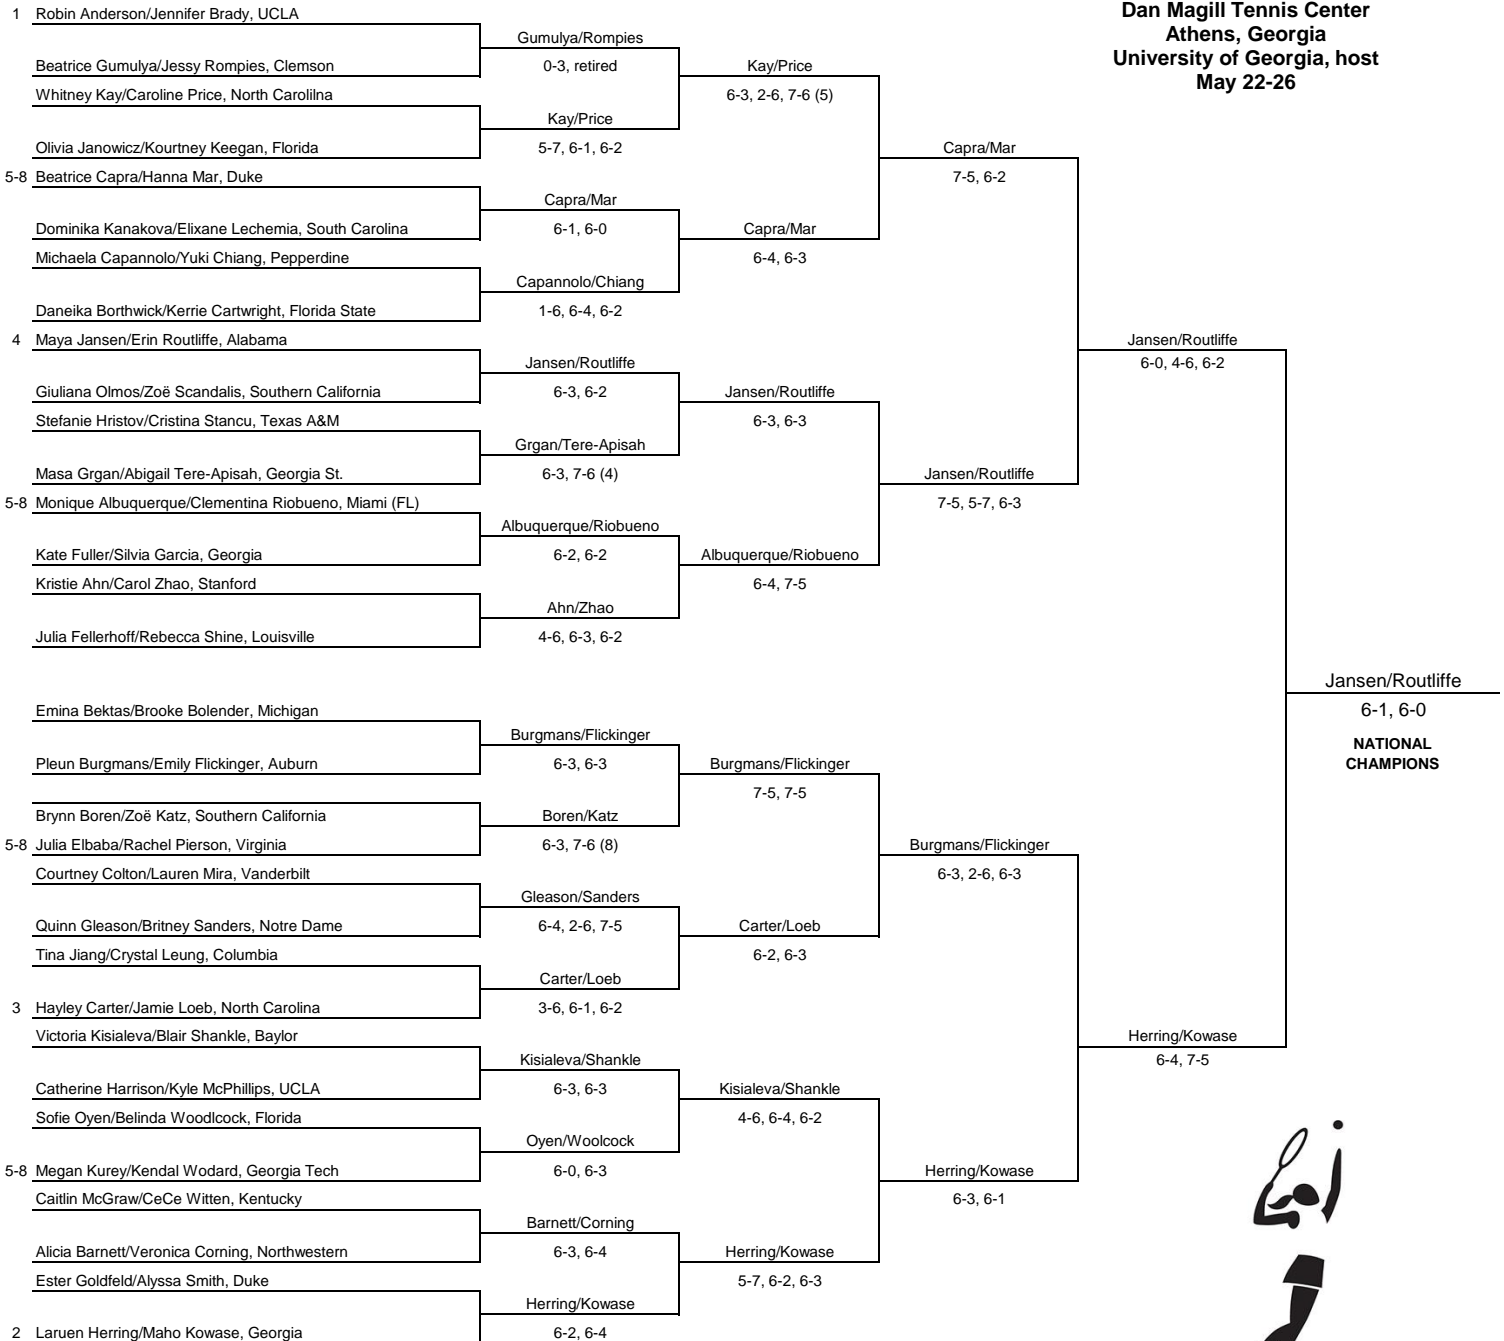 Dan Magill Tennis Center
Athens, Georgia
University of Georgia, host
May 22-26
1 Robin Anderson/Jennifer Brady, UCLA
Beatrice Gumulya/Jessy Rompies, Clemson
Whitney Kay/Caroline Price, North Carolilna
Olivia Janowicz/Kourtney Keegan, Florida
5-8 Beatrice Capra/Hanna Mar, Duke
Dominika Kanakova/Elixane Lechemia, South Carolina
Michaela Capannolo/Yuki Chiang, Pepperdine
Daneika Borthwick/Kerrie Cartwright, Florida State
4 Maya Jansen/Erin Routliffe, Alabama
Giuliana Olmos/Zoë Scandalis, Southern California
Stefanie Hristov/Cristina Stancu, Texas A&M
Masa Grgan/Abigail Tere-Apisah, Georgia St.
5-8 Monique Albuquerque/Clementina Riobueno, Miami (FL)
Kate Fuller/Silvia Garcia, Georgia
Kristie Ahn/Carol Zhao, Stanford
Julia Fellerhoff/Rebecca Shine, Louisville
Emina Bektas/Brooke Bolender, Michigan
Pleun Burgmans/Emily Flickinger, Auburn
Brynn Boren/Zoë Katz, Southern California
5-8 Julia Elbaba/Rachel Pierson, Virginia
Courtney Colton/Lauren Mira, Vanderbilt
Quinn Gleason/Britney Sanders, Notre Dame
Tina Jiang/Crystal Leung, Columbia
3 Hayley Carter/Jamie Loeb, North Carolina
Victoria Kisialeva/Blair Shankle, Baylor
Catherine Harrison/Kyle McPhillips, UCLA
Sofie Oyen/Belinda Woodlcock, Florida
5-8 Megan Kurey/Kendal Wodard, Georgia Tech
Caitlin McGraw/CeCe Witten, Kentucky
Alicia Barnett/Veronica Corning, Northwestern
Ester Goldfeld/Alyssa Smith, Duke
2 Laruen Herring/Maho Kowase, Georgia
Gumulya/Rompies
0-3, retired
Kay/Price
5-7, 6-1, 6-2
Capra/Mar
6-1, 6-0
Capannolo/Chiang
1-6, 6-4, 6-2
Jansen/Routliffe
6-3, 6-2
Grgan/Tere-Apisah
6-3, 7-6 (4)
Albuquerque/Riobueno
6-2, 6-2
Ahn/Zhao
4-6, 6-3, 6-2
Burgmans/Flickinger
6-3, 6-3
Boren/Katz
6-3, 7-6 (8)
Gleason/Sanders
6-4, 2-6, 7-5
Carter/Loeb
3-6, 6-1, 6-2
Kisialeva/Shankle
6-3, 6-3
Oyen/Woolcock
6-0, 6-3
Barnett/Corning
6-3, 6-4
Herring/Kowase
6-2, 6-4
Kay/Price
6-3, 2-6, 7-6 (5)
Capra/Mar
6-4, 6-3
Jansen/Routliffe
6-3, 6-3
Albuquerque/Riobueno
6-4, 7-5
Burgmans/Flickinger
7-5, 7-5
Carter/Loeb
6-2, 6-3
Kisialeva/Shankle
4-6, 6-4, 6-2
Herring/Kowase
5-7, 6-2, 6-3
Capra/Mar
7-5, 6-2
Jansen/Routliffe
7-5, 5-7, 6-3
Burgmans/Flickinger
6-3, 2-6, 6-3
Herring/Kowase
6-3, 6-1
Jansen/Routliffe
6-0, 4-6, 6-2
Herring/Kowase
6-4, 7-5
Jansen/Routliffe
6-1, 6-0
NATIONAL
CHAMPIONS